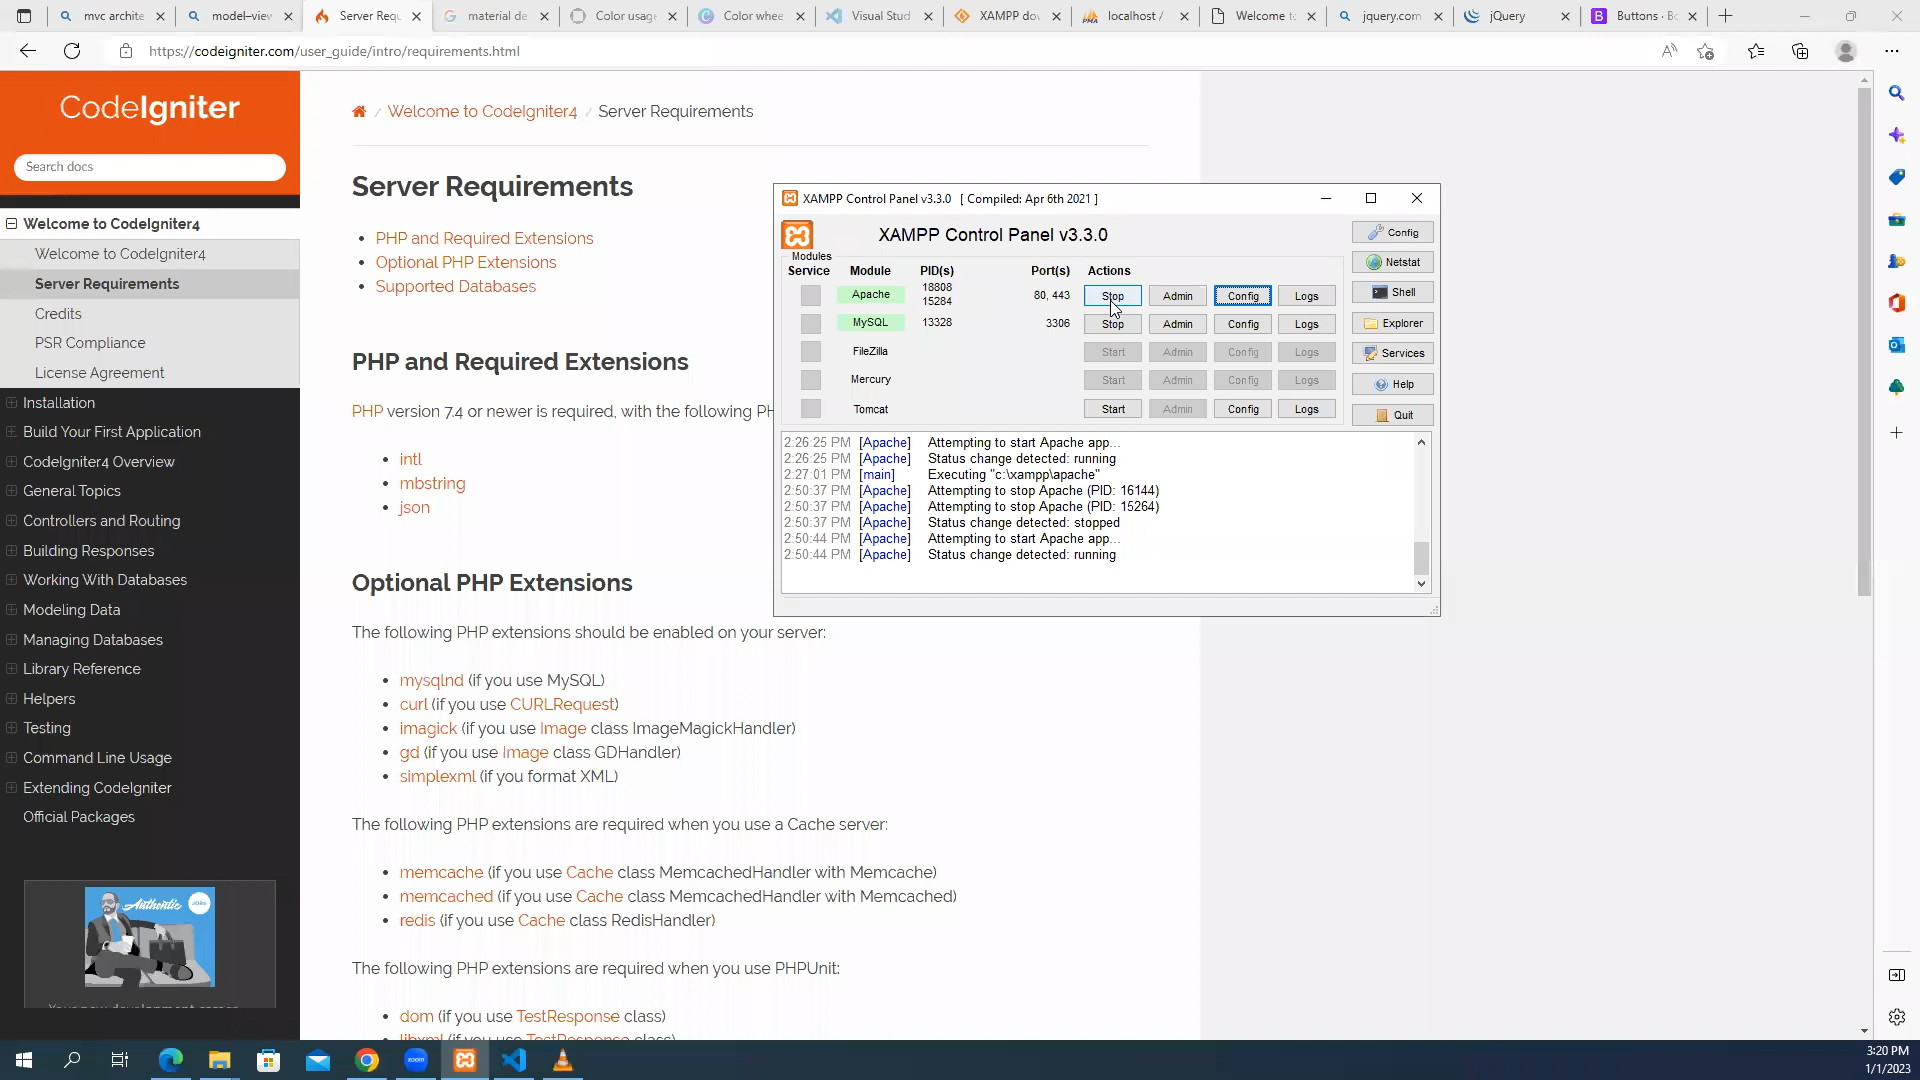 mvc archite
model–view
Server Requ
material de
Color usage
Color whee
Visual Stud
XAMPP do
localhost /
Welcome to
jquery.com
jQuery
Buttons · Bo
https://codeigniter.com/user_guide/intro/requirements.html
CodeIgniter
Search docs
Welcome to CodeIgniter4
Welcome to CodeIgniter4
Server Requirements
Credits
PSR Compliance
License Agreement
Installation
Build Your First Application
CodeIgniter4 Overview
General Topics
Controllers and Routing
Building Responses
Working With Databases
Modeling Data
Managing Databases
Library Reference
Helpers
Testing
Command Line Usage
Extending CodeIgniter
Official Packages
Authentic
JOBS
/ Welcome to CodeIgniter4 / Server Requirements
Server Requirements
• PHP and Required Extensions
• Optional PHP Extensions
• Supported Databases
PHP and Required Extensions
PHP version 7.4 or newer is required, with the following PH
• intl
• mbstring
• json
Optional PHP Extensions
The following PHP extensions should be enabled on your server:
• mysqlnd (if you use MySQL)
• curl (if you use CURLRequest)
• imagick (if you use Image class ImageMagickHandler)
• gd (if you use Image class GDHandler)
• simplexml (if you format XML)
The following PHP extensions are required when you use a Cache server:
• memcache (if you use Cache class MemcachedHandler with Memcache)
• memcached (if you use Cache class MemcachedHandler with Memcached)
• redis (if you use Cache class RedisHandler)
The following PHP extensions are required when you use PHPUnit:
• dom (if you use TestResponse class)
• libxml (if you use TestResponse class)
XAMPP Control Panel v3.3.0 [ Compiled: Apr 6th 2021 ]
XAMPP Control Panel v3.3.0
Modules
Service Module PID(s) Port(s) Actions
Apache 18808 15284 80, 443 Stop Admin Config Logs
MySQL 13328 3306 Stop Admin Config Logs
FileZilla Start Admin Config Logs
Mercury Start Admin Config Logs
Tomcat Start Admin Config Logs
Config
Netstat
Shell
Explorer
Services
Help
Quit
2:26:25 PM [Apache] Attempting to start Apache app...
2:26:25 PM [Apache] Status change detected: running
2:27:01 PM [main] Executing "c:\xampp\apache"
2:50:37 PM [Apache] Attempting to stop Apache (PID: 16144)
2:50:37 PM [Apache] Attempting to stop Apache (PID: 15264)
2:50:37 PM [Apache] Status change detected: stopped
2:50:44 PM [Apache] Attempting to start Apache app...
2:50:44 PM [Apache] Status change detected: running
zoom
3:20 PM
1/1/2023